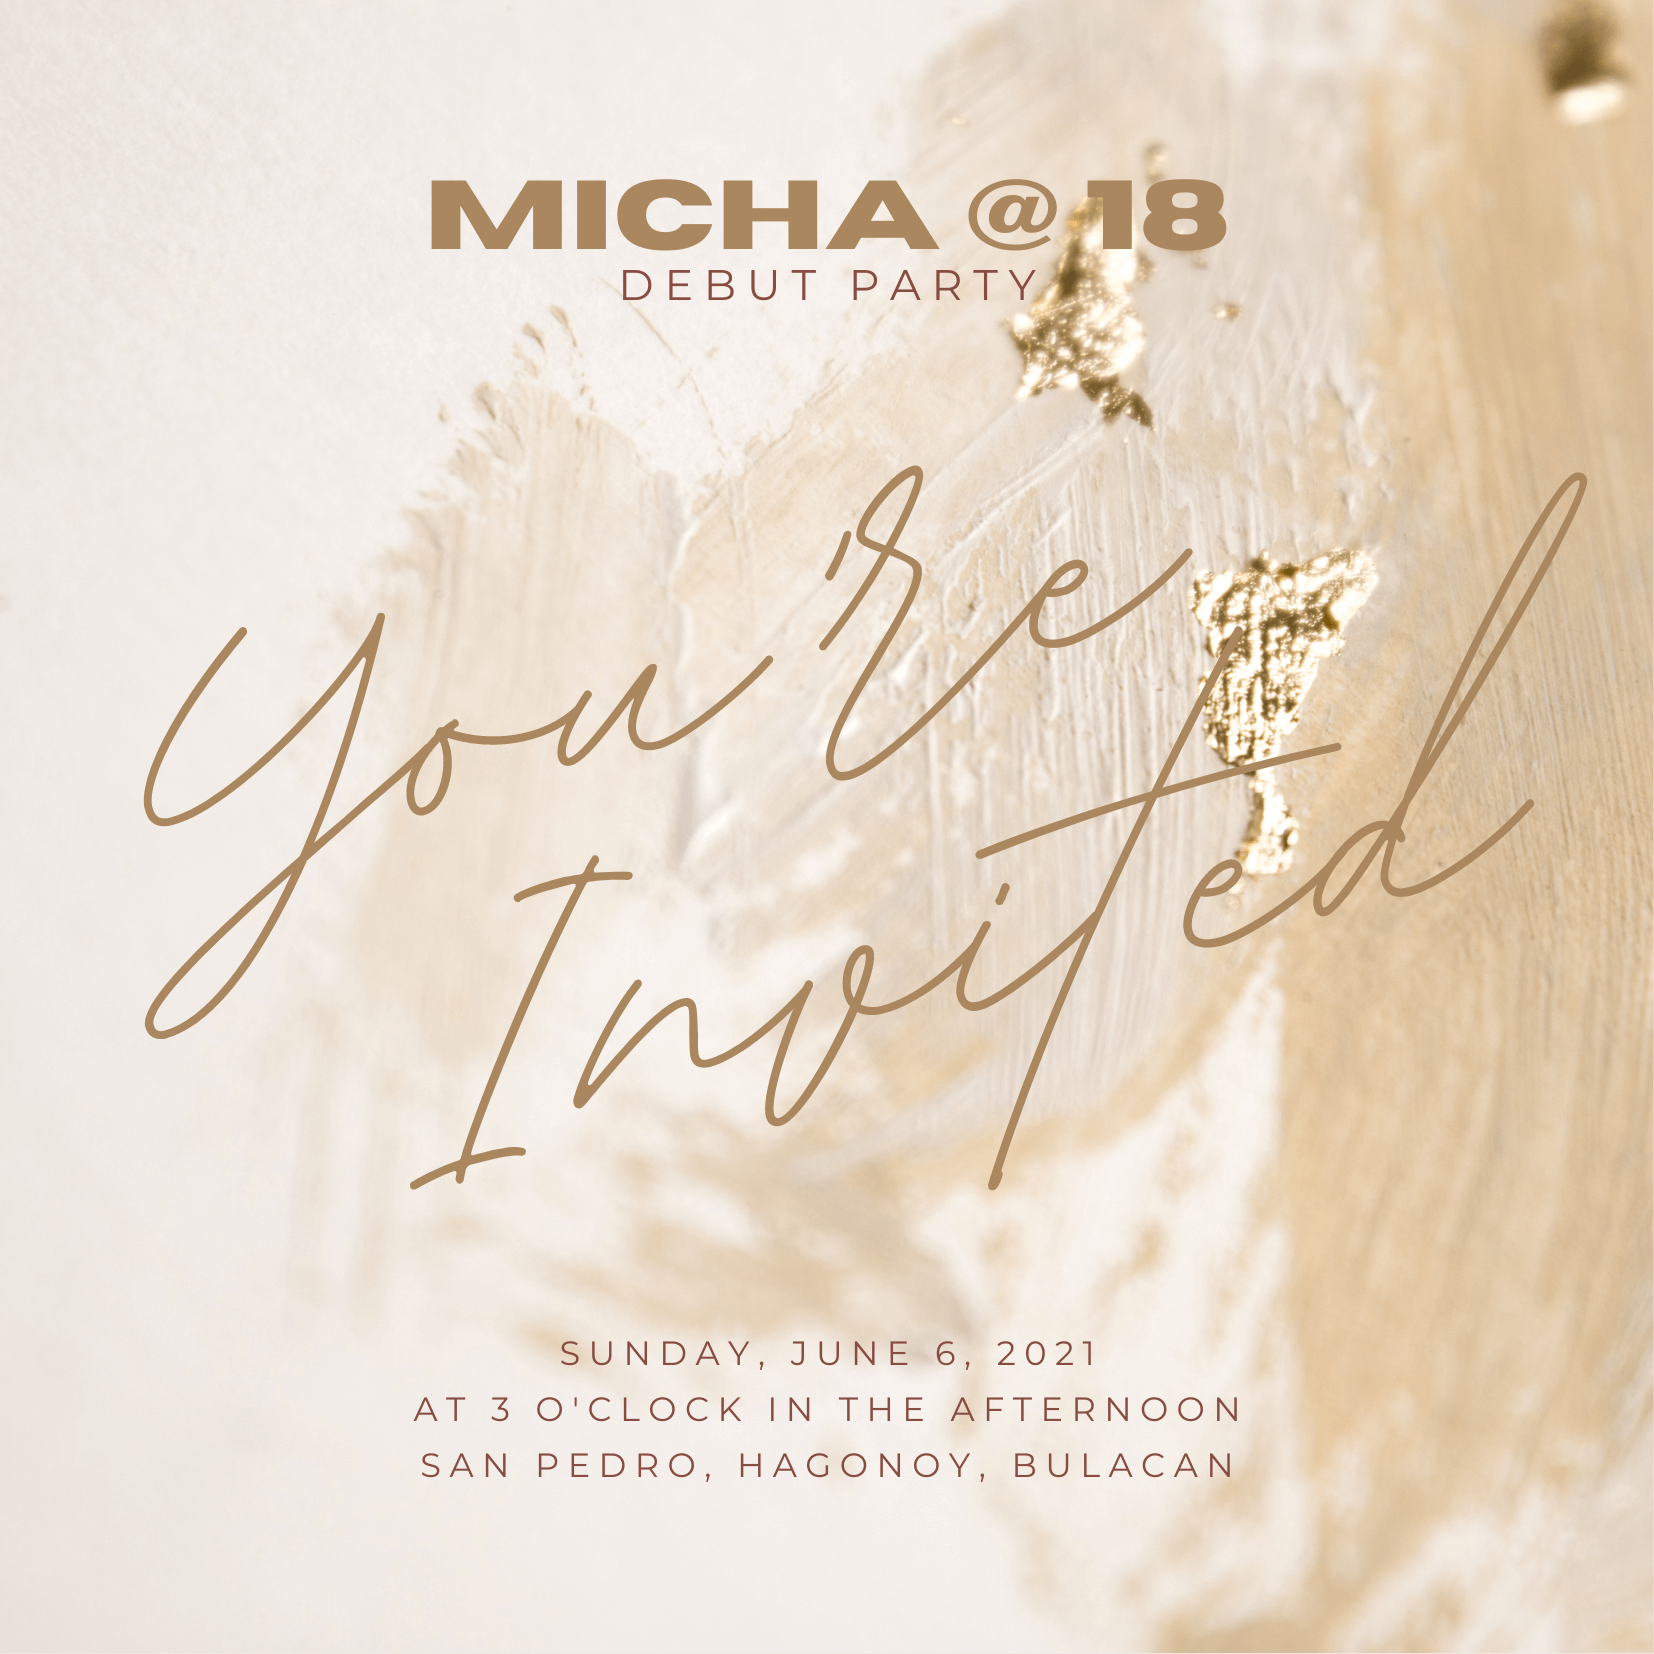 MICHA @ 18
DEBUT PARTY
You're
Invited
SUNDAY, JUNE 6, 2021
AT 3 O'CLOCK IN THE AFTERNOON
SAN PEDRO, HAGONOY, BULACAN